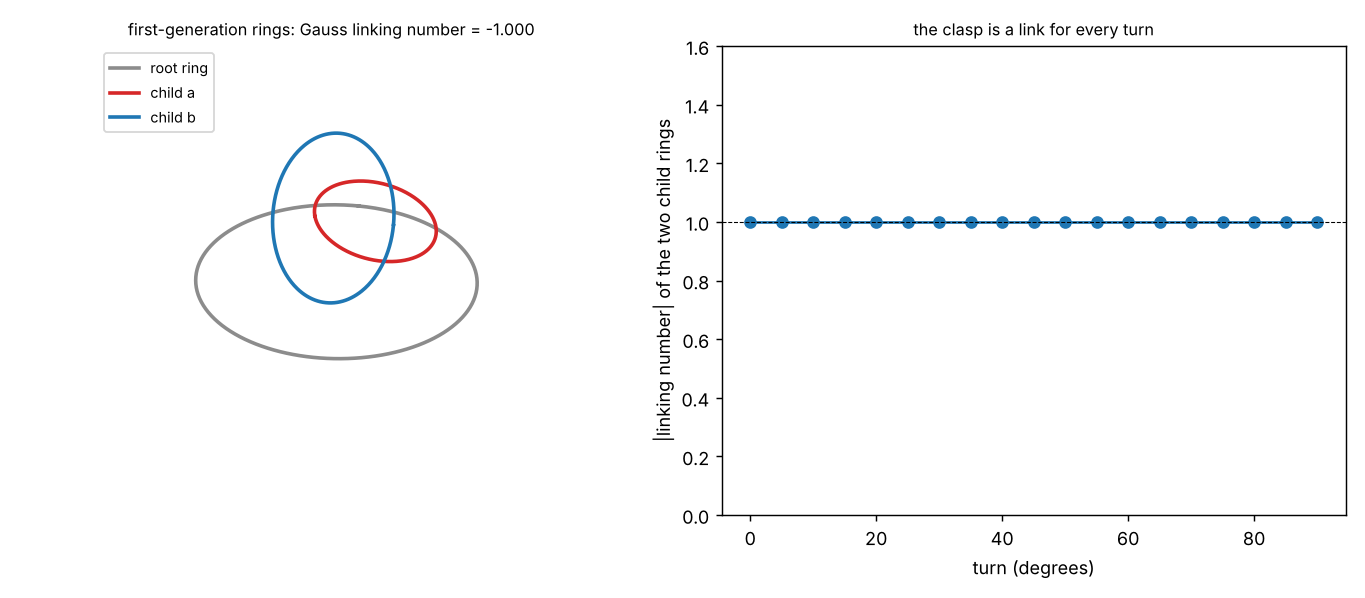 first-generation rings: Gauss linking number = -1.000
root ring
child a
child b
the clasp is a link for every turn
|linking number| of the two child rings
1.6
1.4
1.2
1.0
0.8
0.6
0.4
0.2
0.0
0
20
40
60
80
turn (degrees)